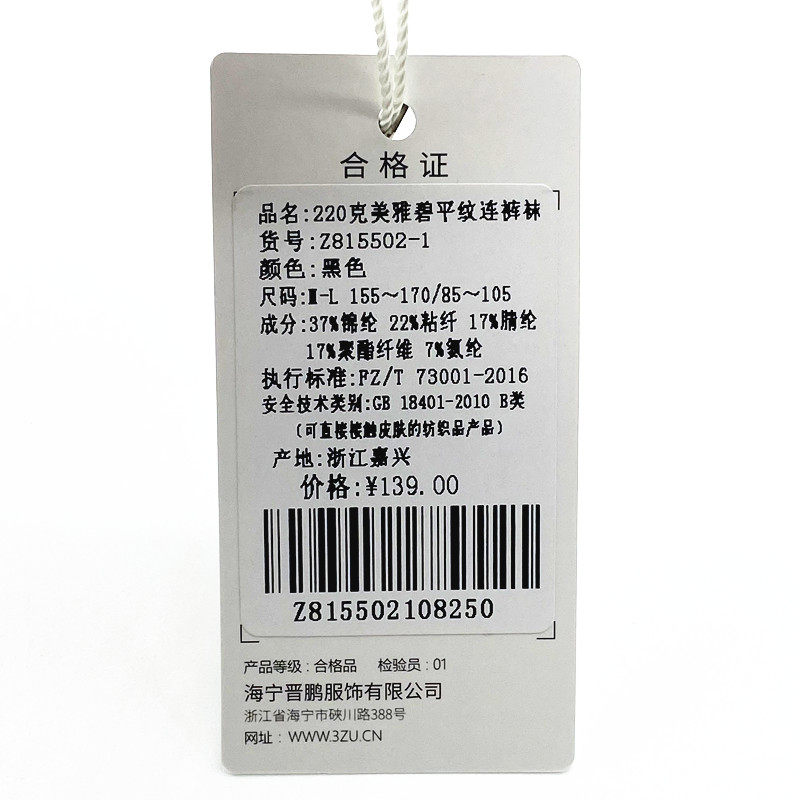 合格证
品名:220克美雅碧平纹连裤袜
货号:Z815502-1
颜色:黑色
尺码:M-L 155～170/85～105
成分:37%锦纶 22%粘纤 17%腈纶
17%聚酯纤维 7%氨纶
执行标准:FZ/T 73001-2016
安全技术类别:GB 18401-2010 B类
(可直接接触皮肤的纺织品产品)
产地:浙江嘉兴
价格:¥139.00
Z815502108250
产品等级:合格品 检验员:01
海宁晋鹏服饰有限公司
浙江省海宁市硖川路388号
网址:WWW.3ZU.CN